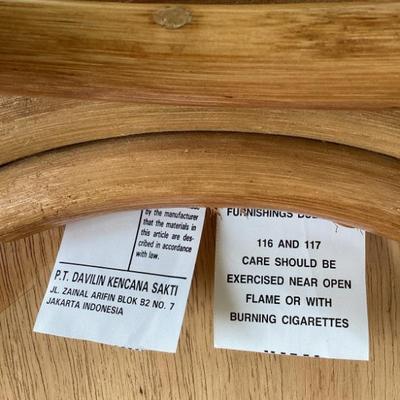 by the manufacturer
that the materials in
this article are des-
cribed in accordance
with law.
P.T. DAVILIN KENCANA SAKTI
JL. ZAINAL ARIFIN BLOK B2 NO. 7
JAKARTA INDONESIA
FURNISHINGS
116 AND 117
CARE SHOULD BE
EXERCISED NEAR OPEN
FLAME OR WITH
BURNING CIGARETTES